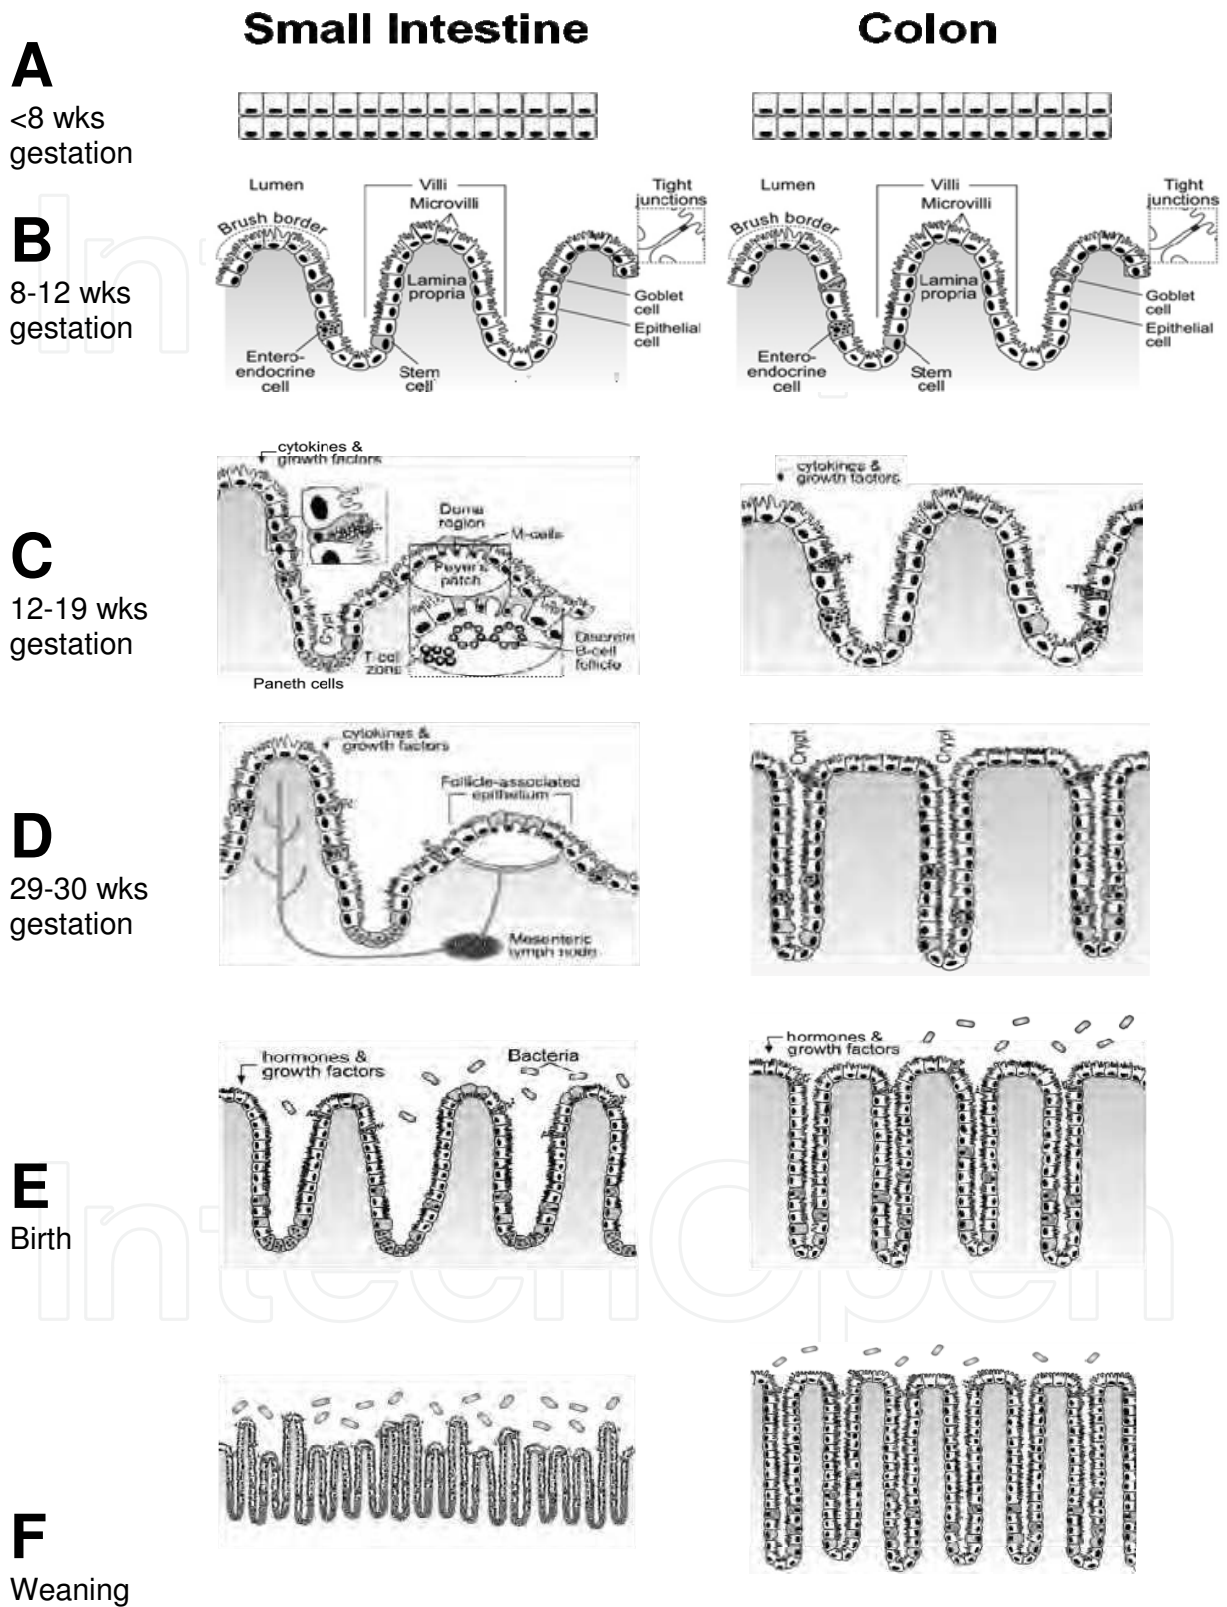 Small Intestine
Colon
A
<8 wks
gestation
B
8-12 wks
gestation
Lumen
Villi
Microvilli
Tight
junctions
Brush border
Lamina
propria
Goblet
cell
Epithelial
cell
Entero-
endocrine
cell
Stem
cell
Lumen
Villi
Microvilli
Tight
junctions
Brush border
Lamina
propria
Goblet
cell
Epithelial
cell
Entero-
endocrine
cell
Stem
cell
C
12-19 wks
gestation
cytokines &
growth factors
Dome
region
M-cells
Peyer's
patch
Crypt
T-cell
zone
Discrete
B-cell
follicle
Paneth cells
cytokines &
growth factors
D
29-30 wks
gestation
cytokines &
growth factors
Follicle-associated
epithelium
Mesenteric
lymph node
Crypt
Crypt
E
Birth
hormones &
growth factors
Bacteria
hormones &
growth factors
F
Weaning
IntechOpen